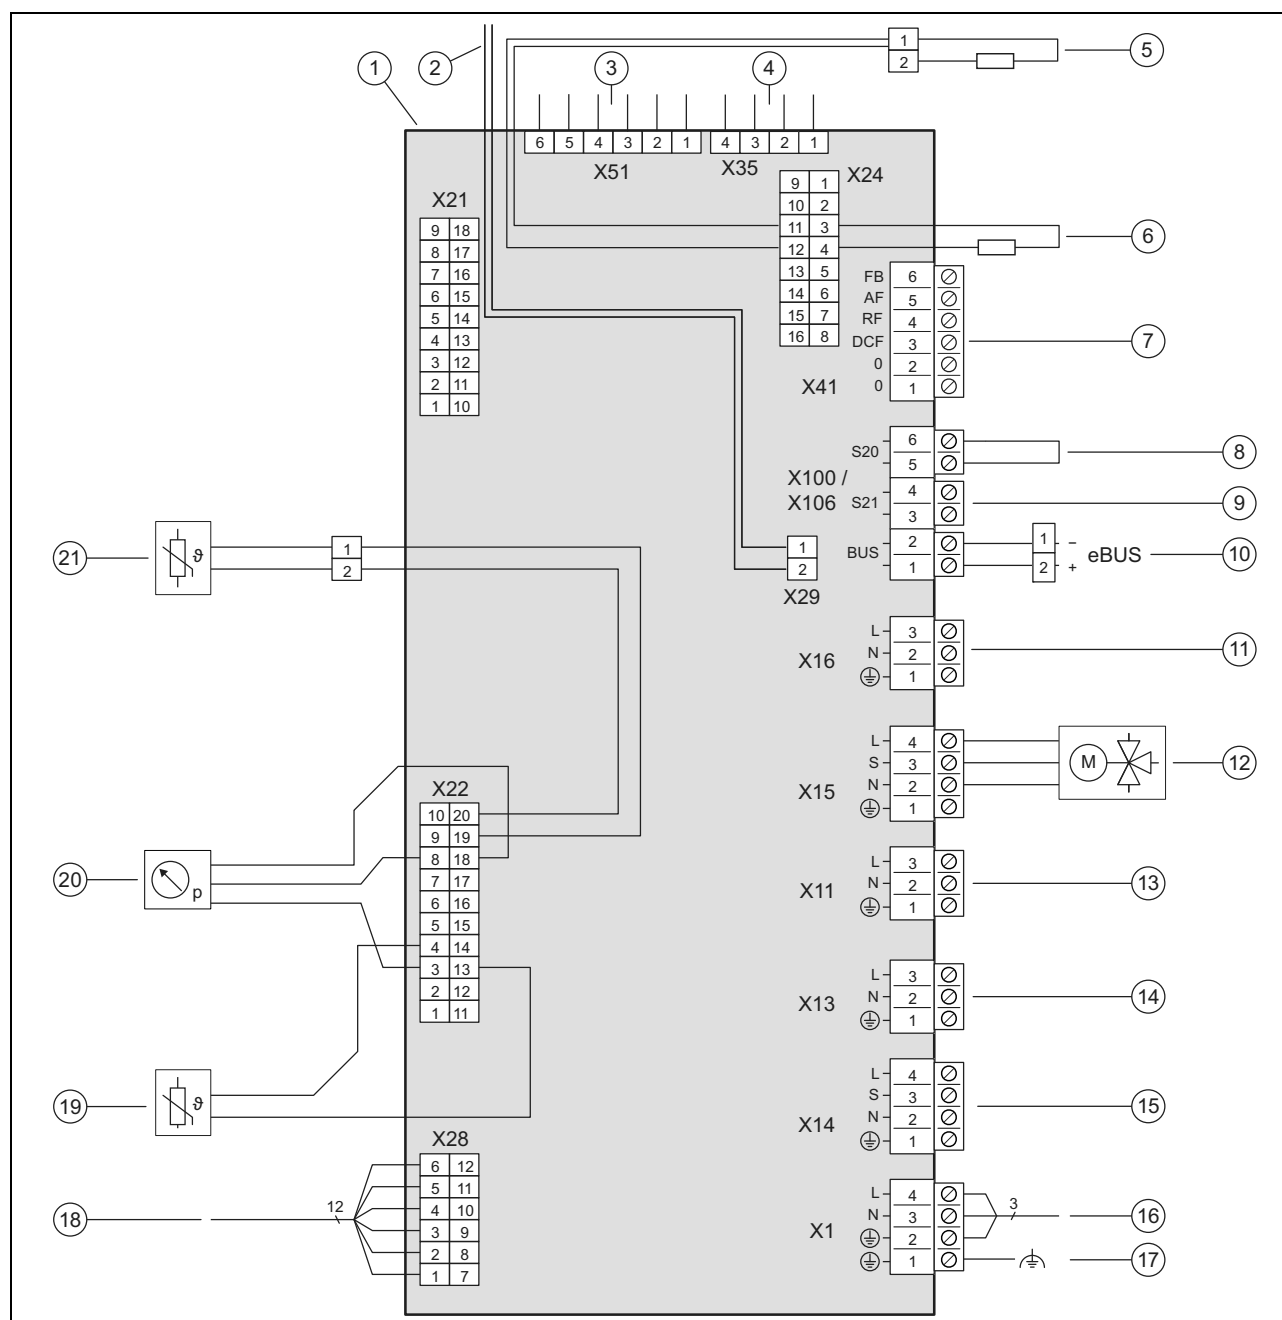 1
2
3
4
1
2
5
6 5 4 3 2 1
4 3 2 1
X51
X35
X24
9 1
10 2
11 3
12 4
13 5
14 6
15 7
16 8
6
X21
9 18
8 17
7 16
6 15
5 14
4 13
3 12
2 11
1 10
FB 6
AF 5
RF 4
DCF 3
0 2
0 1
X41
7
S20
6
5
8
X100 /
X106
S21
4
3
9
BUS
2
1
1 –
2 +
eBUS
10
1
2
X29
21
ϑ
1
2
X16
L 3
N 2
1
11
X15
L 4
S 3
N 2
1
M
12
X22
10 20
9 19
8 18
7 17
6 16
5 15
4 14
3 13
2 12
1 11
20
p
X11
L 3
N 2
1
13
X13
L 3
N 2
1
14
19
ϑ
X14
L 4
S 3
N 2
1
15
X28
6 12
5 11
4 10
3 9
2 8
1 7
18
12
X1
L 4
N 3
2
1
3
16
17